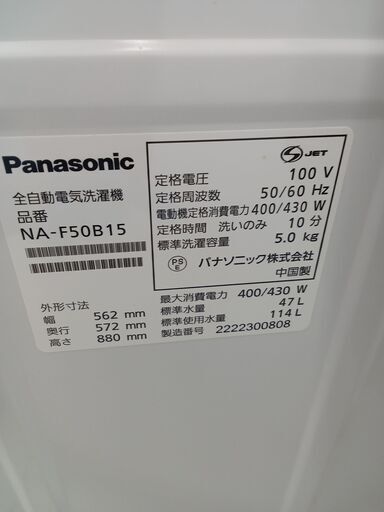 Panasonic
全自動電気洗濯機
品番
NA-F50B15
外形寸法
幅 562 mm
奥行 572 mm
高さ 880 mm
S JET
定格電圧 100 V
定格周波数 50/60 Hz
電動機定格消費電力 400/430 W
定格時間 洗いのみ 10 分
標準洗濯容量 5.0 kg
PS E パナソニック株式会社
中国製
最大消費電力 400/430 W
標準水量 47 L
標準使用水量 114 L
製造番号 2222300808